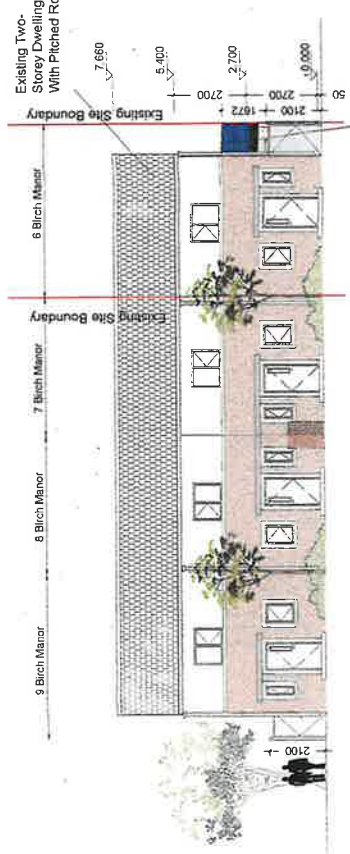 9 Birch Manor
8 Birch Manor
7 Birch Manor
6 Birch Manor
Existing Site Boundary
Existing Site Boundary
Existing Two-
Storey Dwelling
With Pitched Ro
7.660
5.400
2.700
±0.000
2700
2700
1672
2100
50
2100